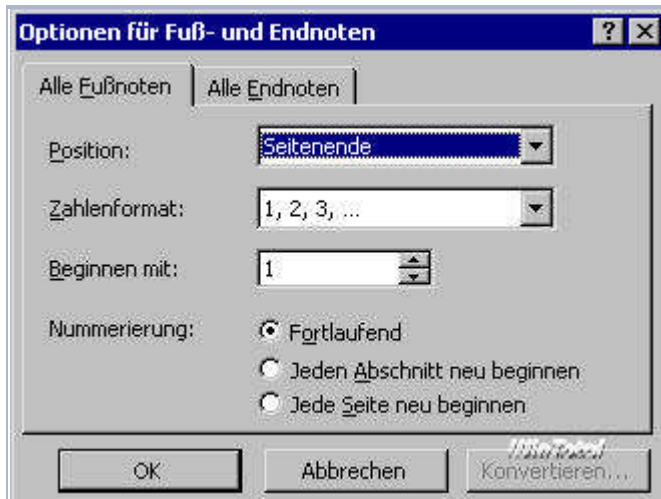 Optionen für Fuß- und Endnoten
Alle Fußnoten Alle Endnoten
Position: Seitenende
Zahlenformat: 1, 2, 3, ...
Beginnen mit: 1
Nummerierung: Fortlaufend
Jeden Abschnitt neu beginnen
Jede Seite neu beginnen
WinTotal
OK Abbrechen Konvertieren...